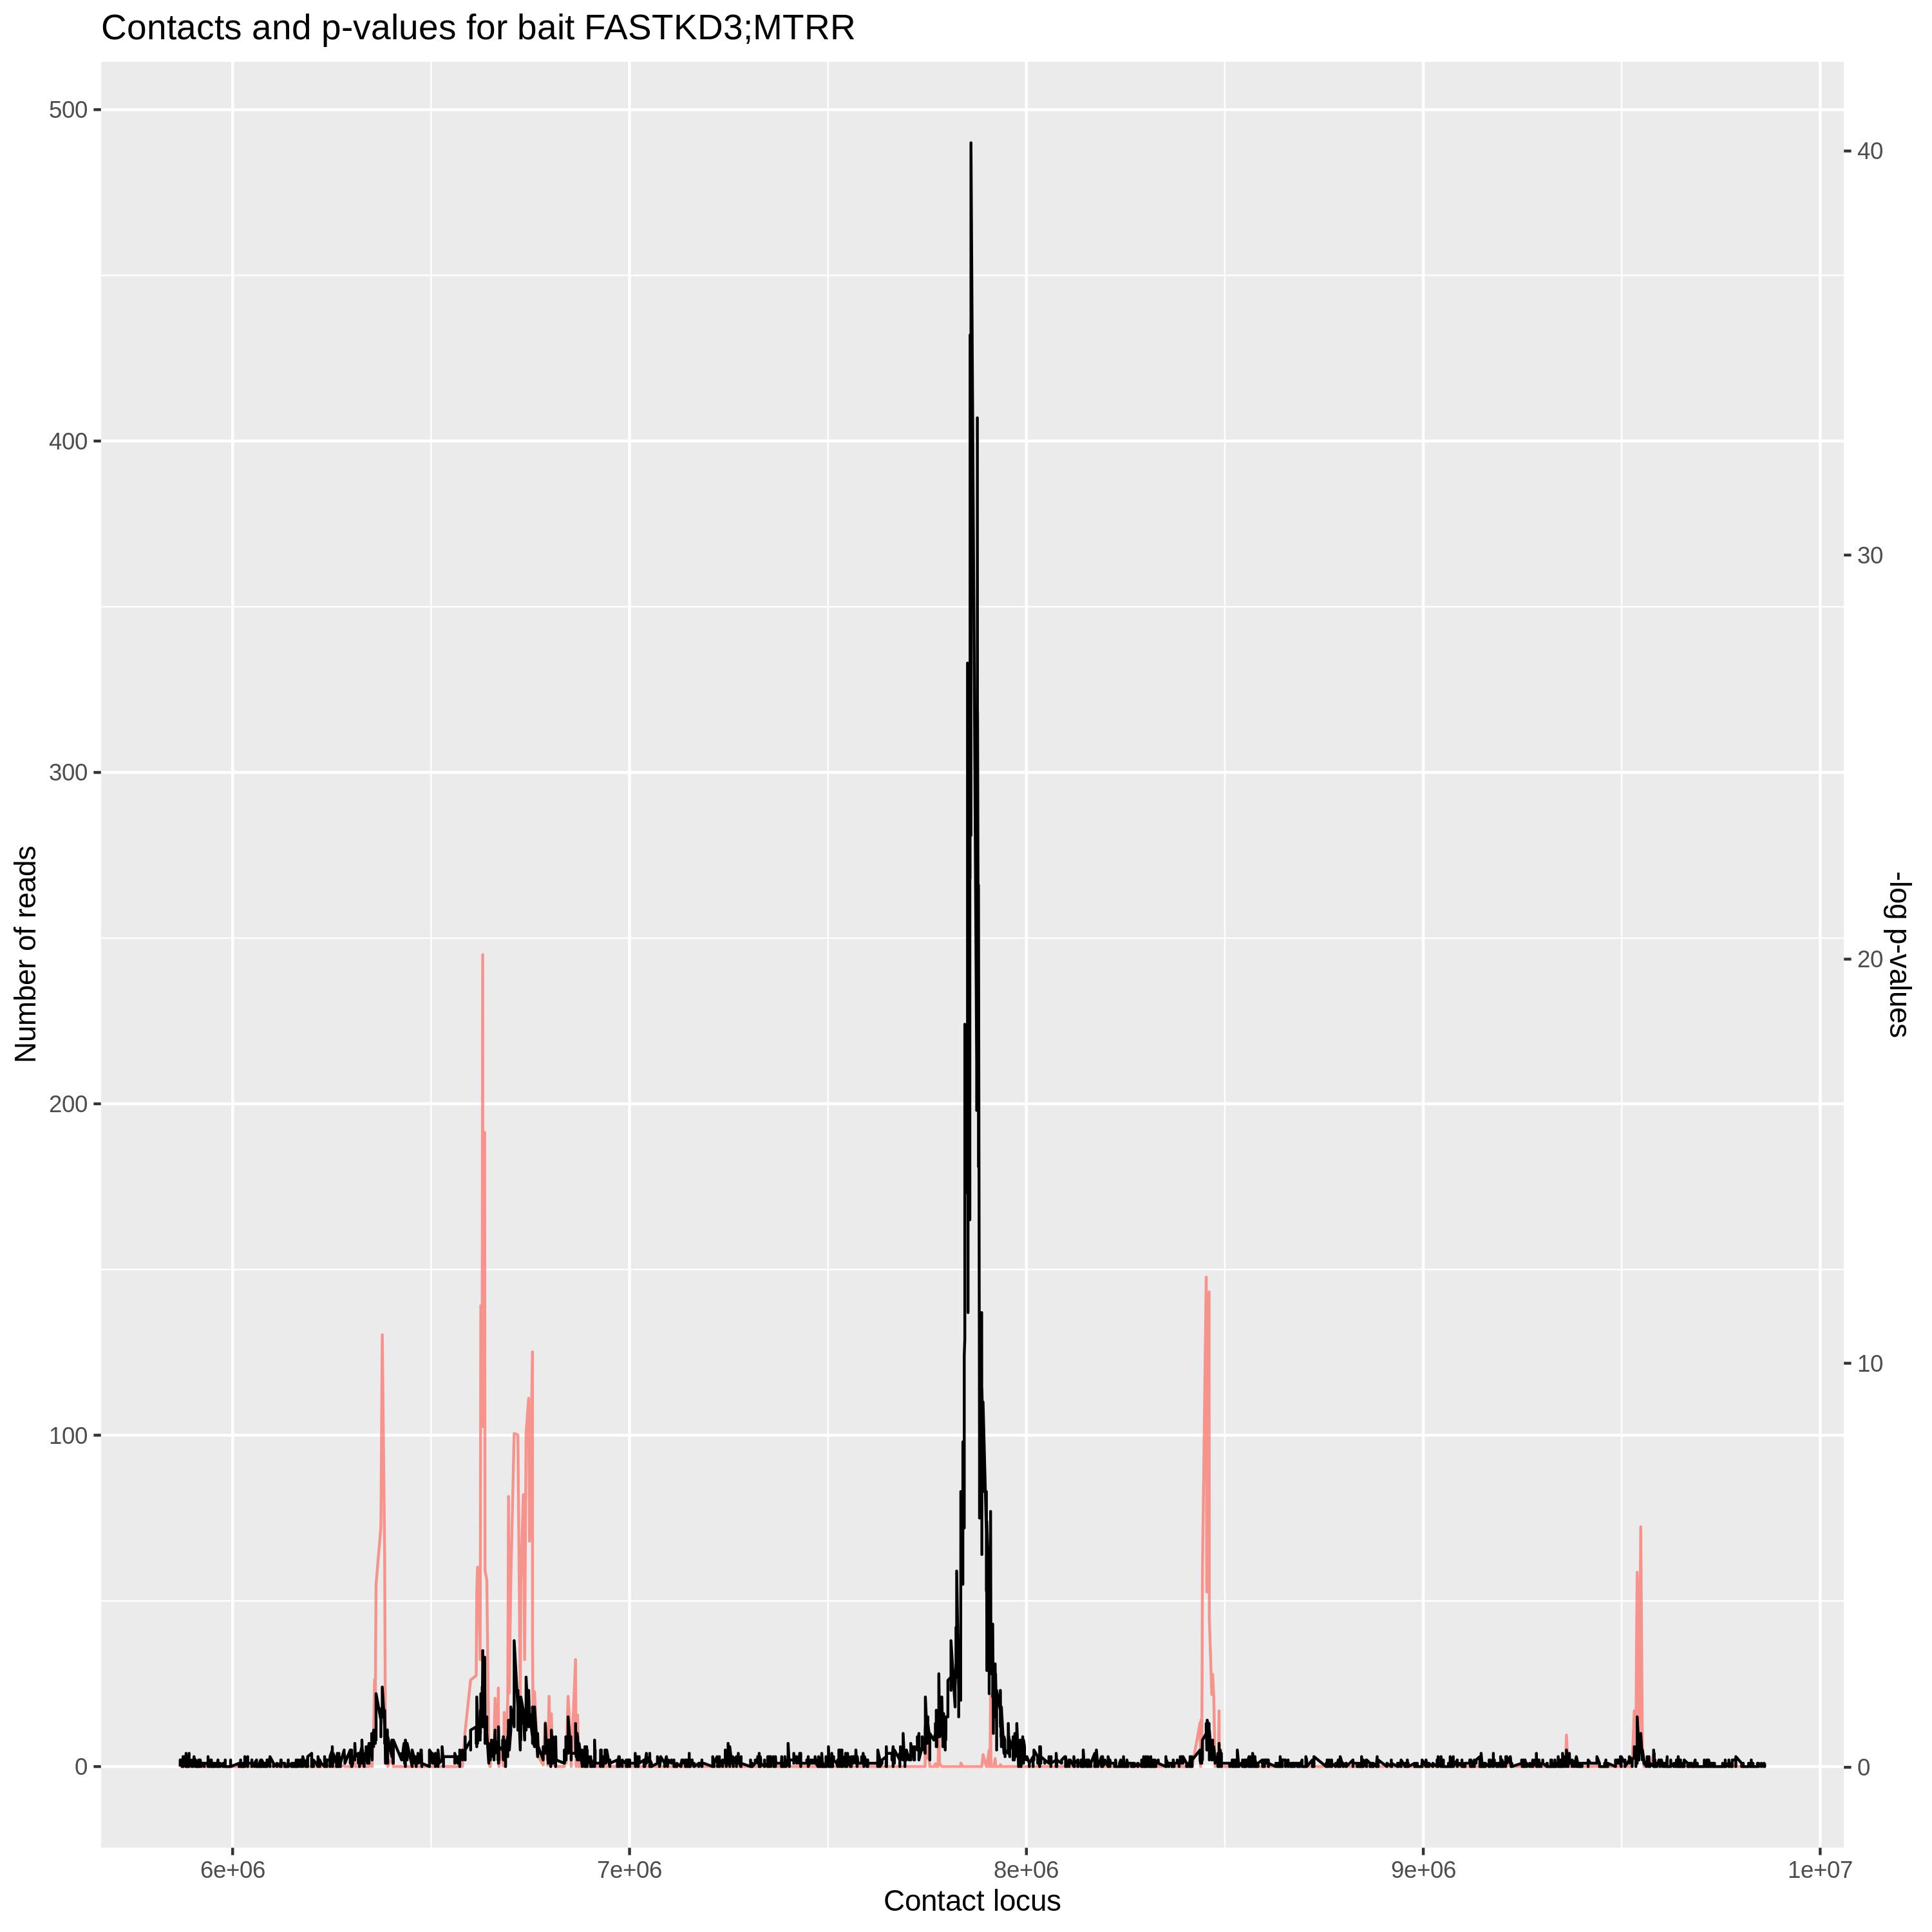 Contacts and p-values for bait FASTKD3;MTRR
500
400
300
200
100
0
Number of reads
40
30
20
10
0
-log p-values
6e+06 7e+06 8e+06 9e+06 1e+07
Contact locus